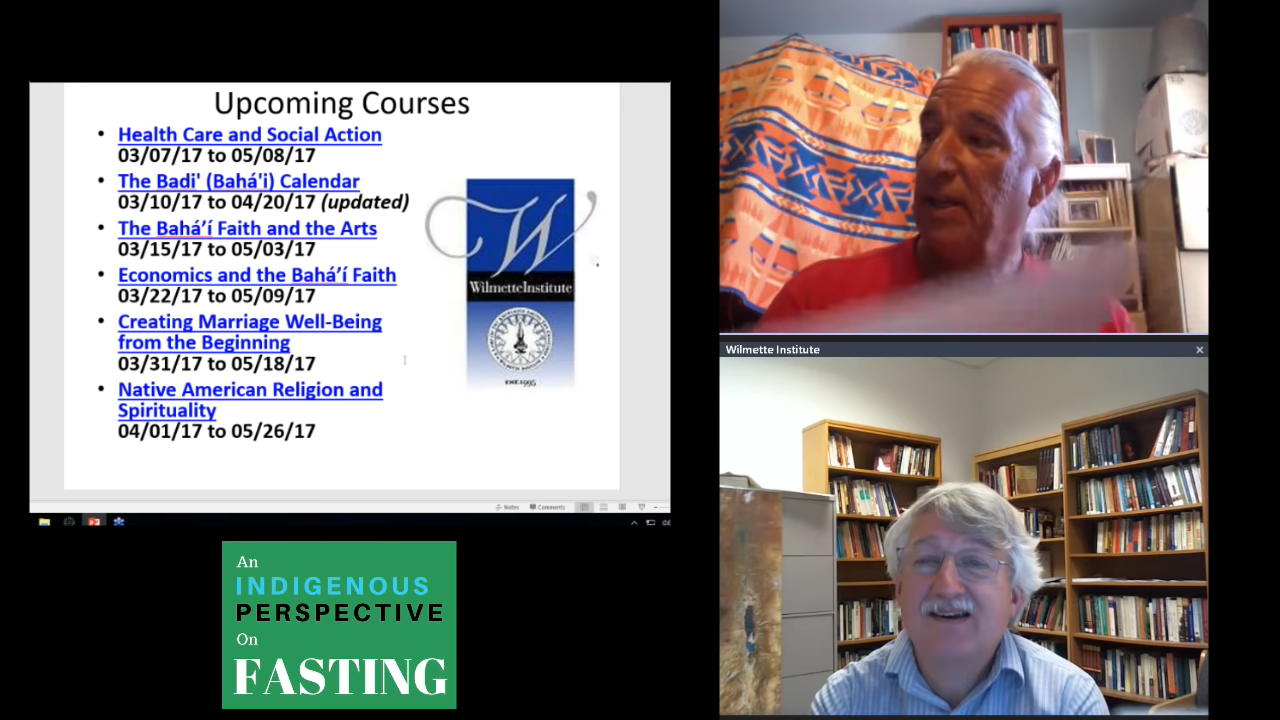 Upcoming Courses
• Health Care and Social Action
03/07/17 to 05/08/17
• The Badi' (Bahá'i) Calendar
03/10/17 to 04/20/17 (updated)
• The Bahá’í Faith and the Arts
03/15/17 to 05/03/17
• Economics and the Bahá’í Faith
03/22/17 to 05/09/17
• Creating Marriage Well-Being
from the Beginning
03/31/17 to 05/18/17
• Native American Religion and
Spirituality
04/01/17 to 05/26/17
W
WilmetteInstitute
EST.1995
Notes
Comments
An
INDIGENOUS
PERSPECTIVE
On
FASTING
Wilmette Institute